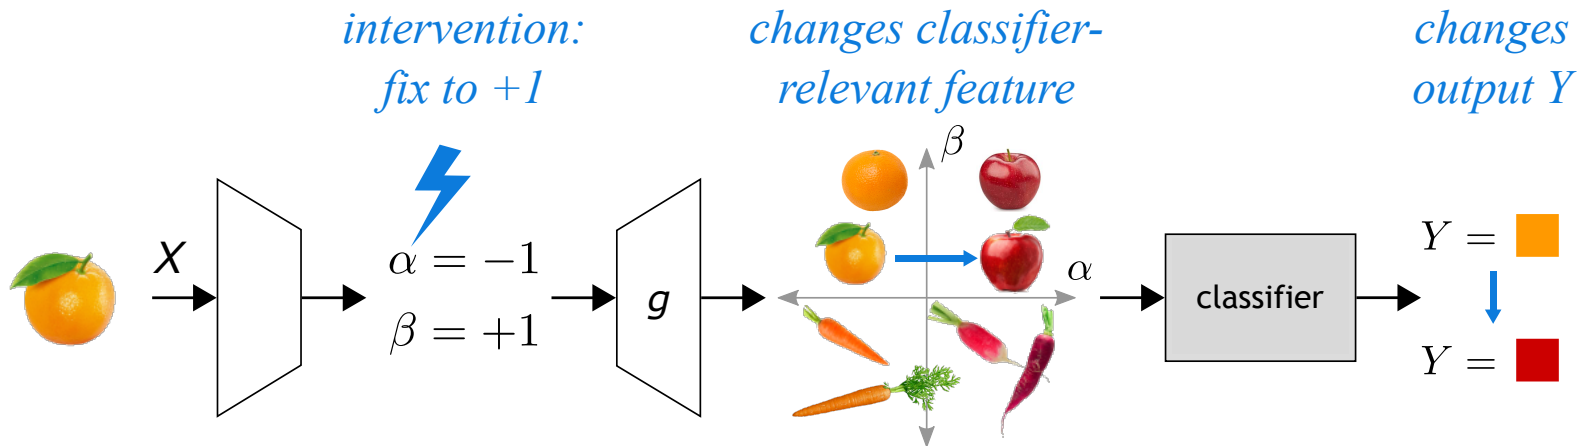 intervention:
fix to +1
changes classifier-
relevant feature
changes
output Y
X
α = −1
β = +1
g
β
α
classifier
Y =
Y =